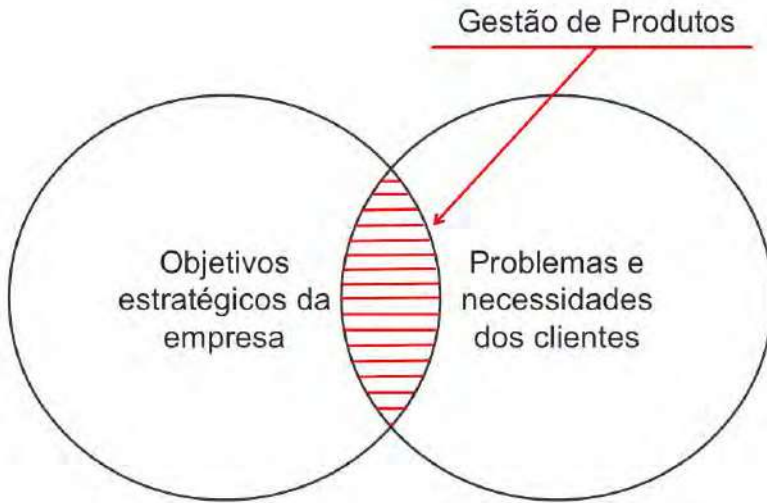 Gestão de Produtos
Objetivos
estratégicos da
empresa
Problemas e
necessidades
dos clientes